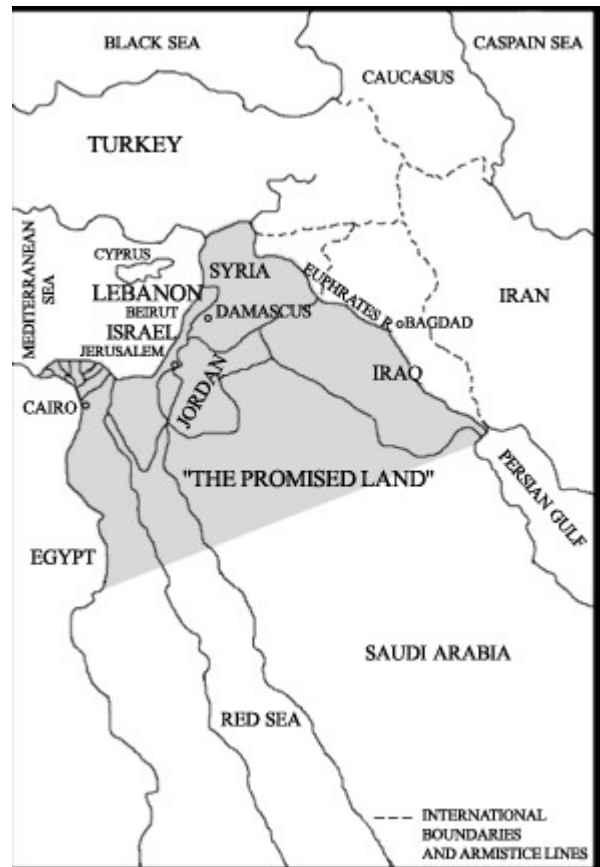 BLACK SEA
CASPAIN SEA
CAUCASUS
TURKEY
MEDITERRANEAN
SEA
CYPRUS
SYRIA
LEBANON
BEIRUT
DAMASCUS
ISRAEL
JERUSALEM
JORDAN
EUPHRATES R
BAGDAD
IRAN
IRAQ
CAIRO
"THE PROMISED LAND"
PERSIAN GULF
EGYPT
SAUDI ARABIA
RED SEA
INTERNATIONAL
BOUNDARIES
AND ARMISTICE LINES